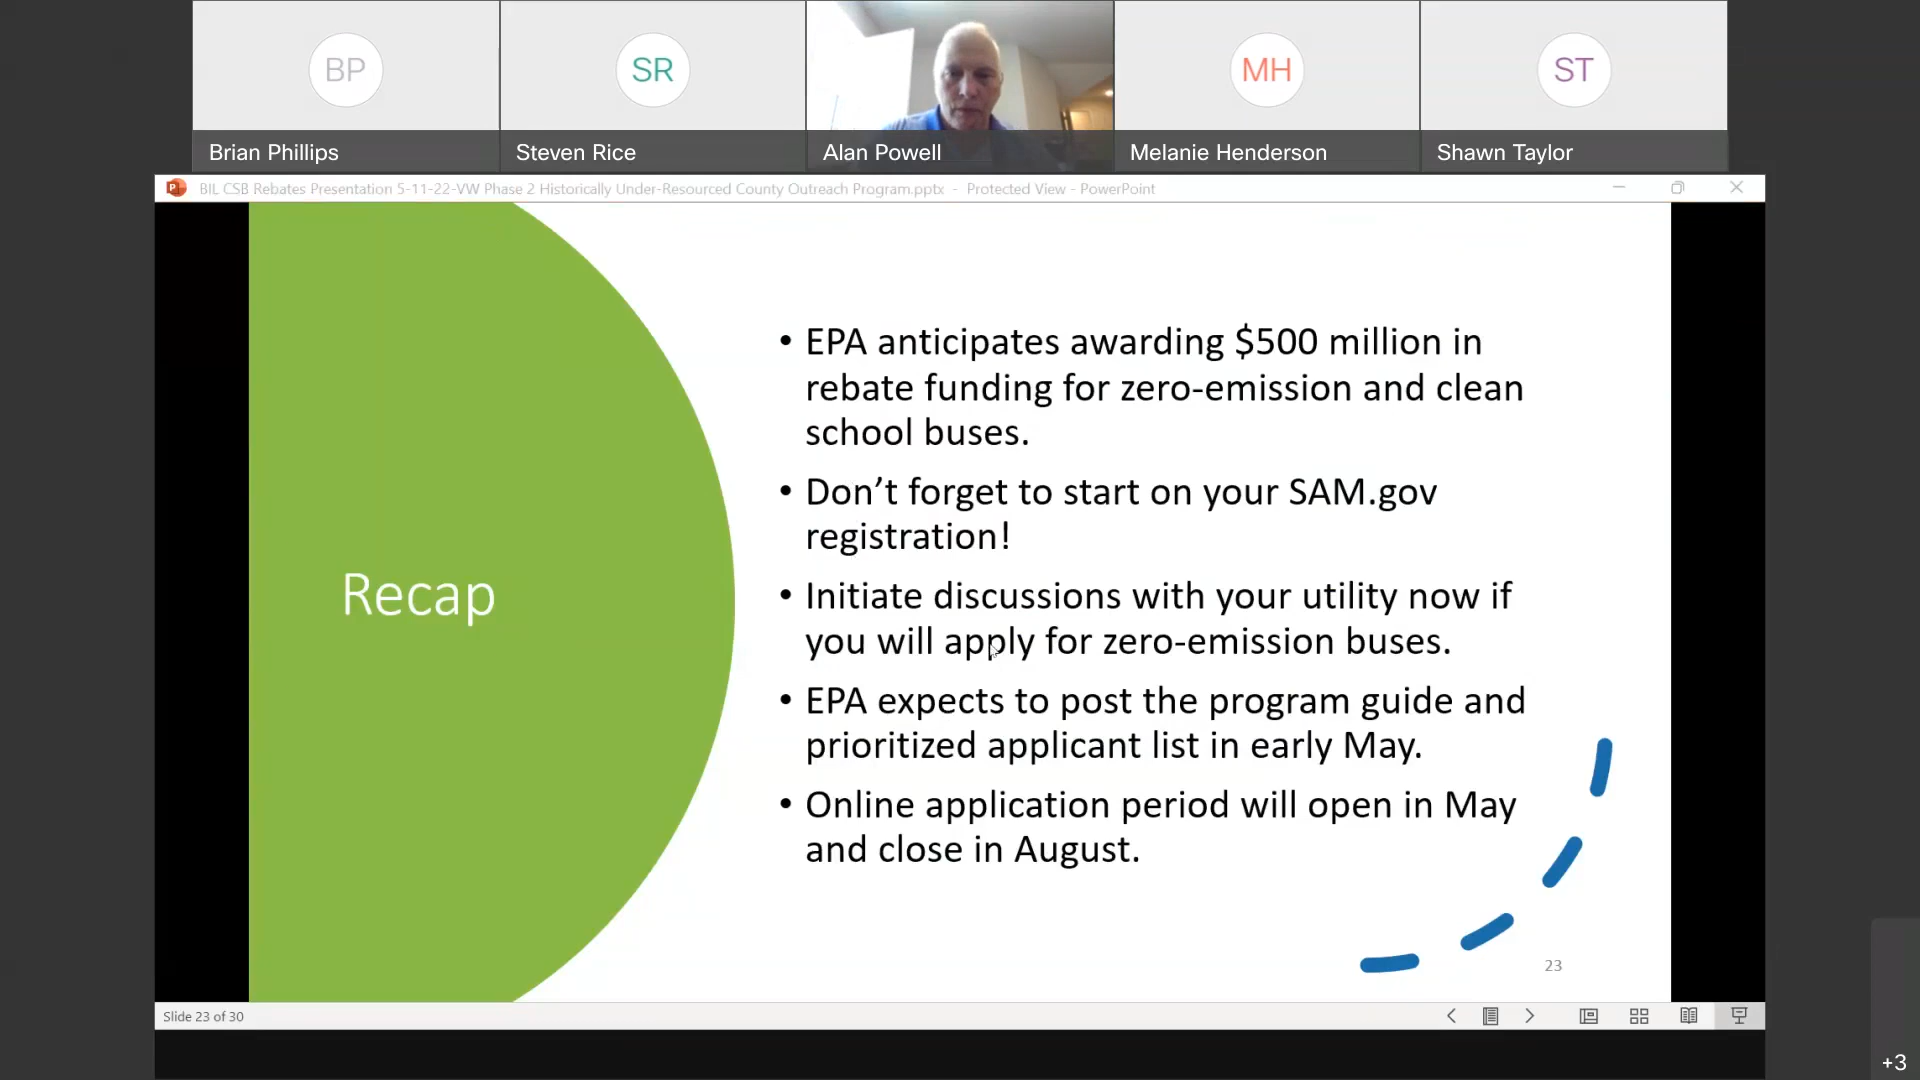 BP
SR
MH
ST
Brian Phillips
Steven Rice
Alan Powell
Melanie Henderson
Shawn Taylor
BIL CSB Rebates Presentation 5-11-22-VW Phase 2 Historically Under-Resourced County Outreach Program.pptx - Protected View - PowerPoint
Recap
• EPA anticipates awarding $500 million in
rebate funding for zero-emission and clean
school buses.
• Don’t forget to start on your SAM.gov
registration!
• Initiate discussions with your utility now if
you will apply for zero-emission buses.
• EPA expects to post the program guide and
prioritized applicant list in early May.
• Online application period will open in May
and close in August.
23
Slide 23 of 30
+3